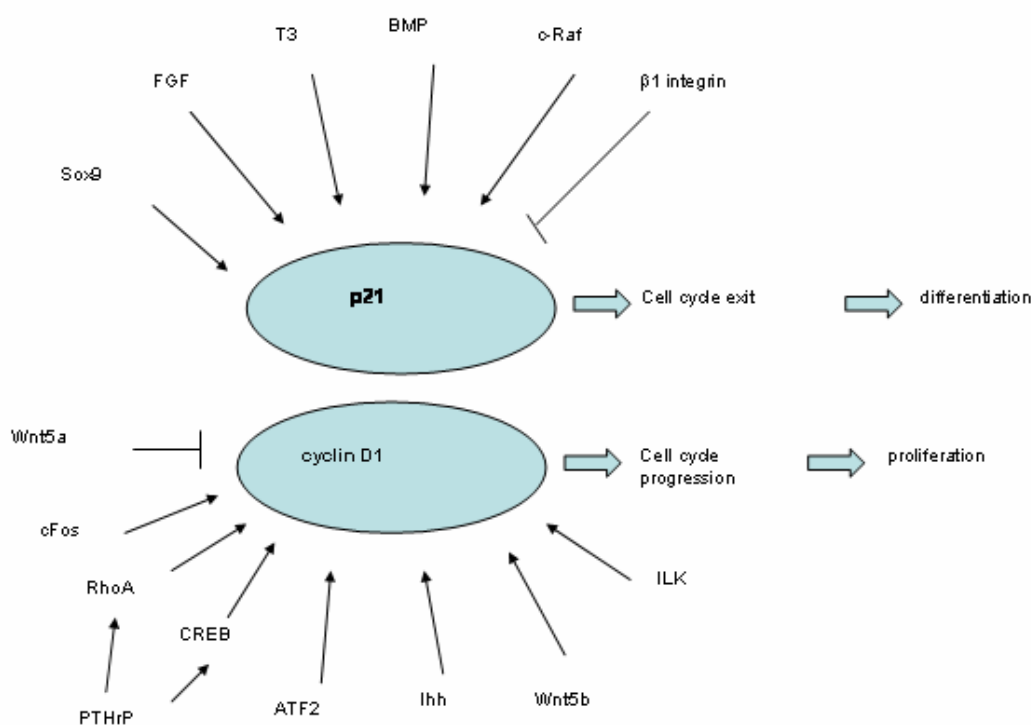 BMP
T3
c-Raf
FGF
β1 integrin
Sox9
p21
Cell cycle exit
differentiation
Wnt5a
cyclin D1
Cell cycle
progression
proliferation
cFos
RhoA
ILK
CREB
PTHrP
ATF2
Ihh
Wnt5b